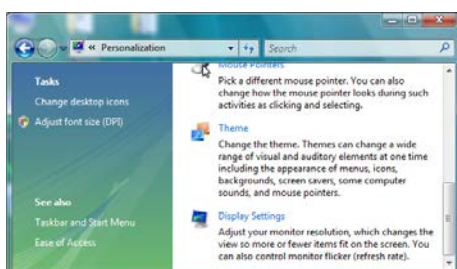 « Personalization
Search
Tasks
Change desktop icons
Adjust font size (DPI)
See also
Taskbar and Start Menu
Ease of Access
Mouse Pointers
Pick a different mouse pointer. You can also
change how the mouse pointer looks during such
activities as clicking and selecting.
Theme
Change the theme. Themes can change a wide
range of visual and auditory elements at one time
including the appearance of menus, icons,
backgrounds, screen savers, some computer
sounds, and mouse pointers.
Display Settings
Adjust your monitor resolution, which changes the
view so more or fewer items fit on the screen. You
can also control monitor flicker (refresh rate).